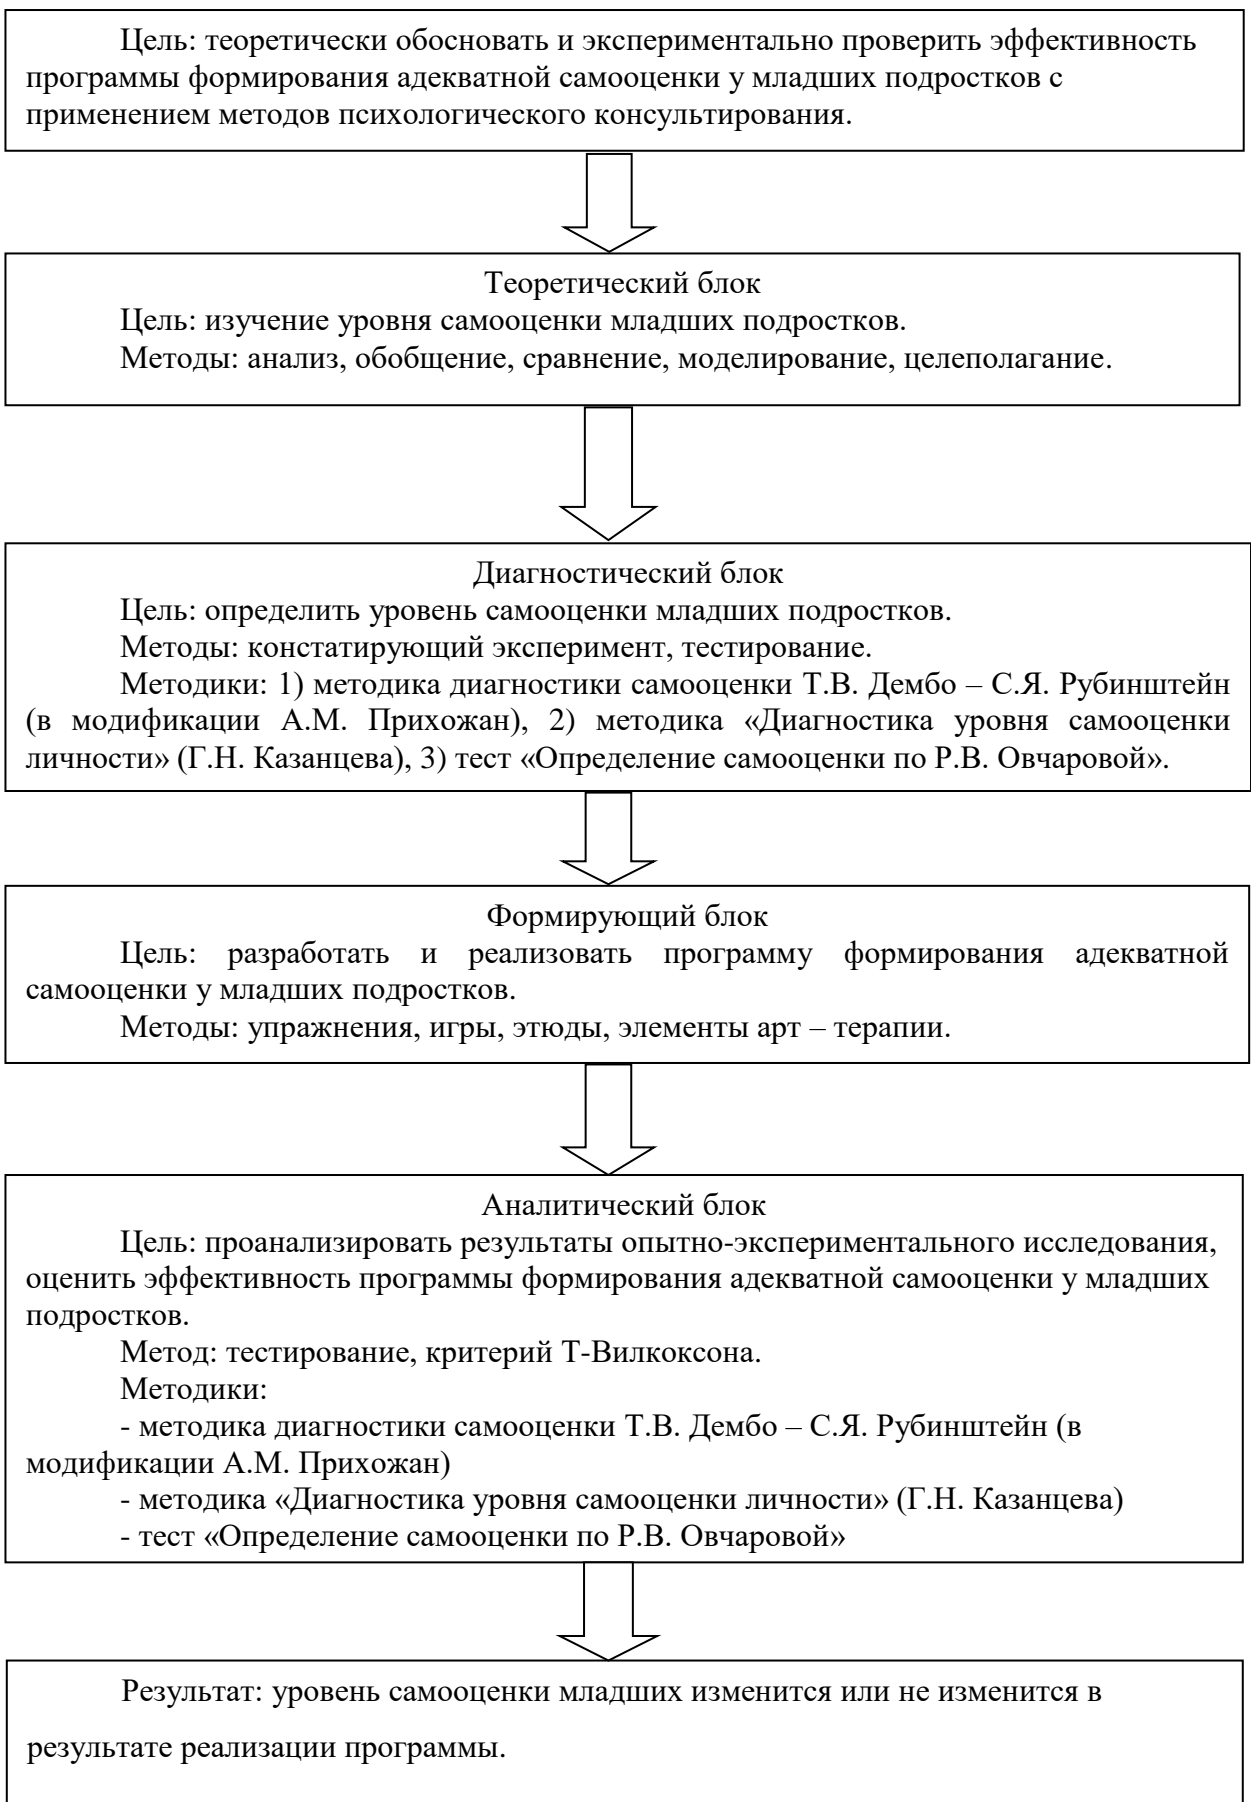 Цель: теоретически обосновать и экспериментально проверить эффективность
программы формирования адекватной самооценки у младших подростков с
применением методов психологического консультирования.
Теоретический блок
Цель: изучение уровня самооценки младших подростков.
Методы: анализ, обобщение, сравнение, моделирование, целеполагание.
Диагностический блок
Цель: определить уровень самооценки младших подростков.
Методы: констатирующий эксперимент, тестирование.
Методики: 1) методика диагностики самооценки Т.В. Дембо – С.Я. Рубинштейн
(в модификации А.М. Прихожан), 2) методика «Диагностика уровня самооценки
личности» (Г.Н. Казанцева), 3) тест «Определение самооценки по Р.В. Овчаровой».
Формирующий блок
Цель: разработать и реализовать программу формирования адекватной
самооценки у младших подростков.
Методы: упражнения, игры, этюды, элементы арт – терапии.
Аналитический блок
Цель: проанализировать результаты опытно-экспериментального исследования,
оценить эффективность программы формирования адекватной самооценки у младших
подростков.
Метод: тестирование, критерий Т-Вилкоксона.
Методики:
- методика диагностики самооценки Т.В. Дембо – С.Я. Рубинштейн (в
модификации А.М. Прихожан)
- методика «Диагностика уровня самооценки личности» (Г.Н. Казанцева)
- тест «Определение самооценки по Р.В. Овчаровой»
Результат: уровень самооценки младших изменится или не изменится в
результате реализации программы.